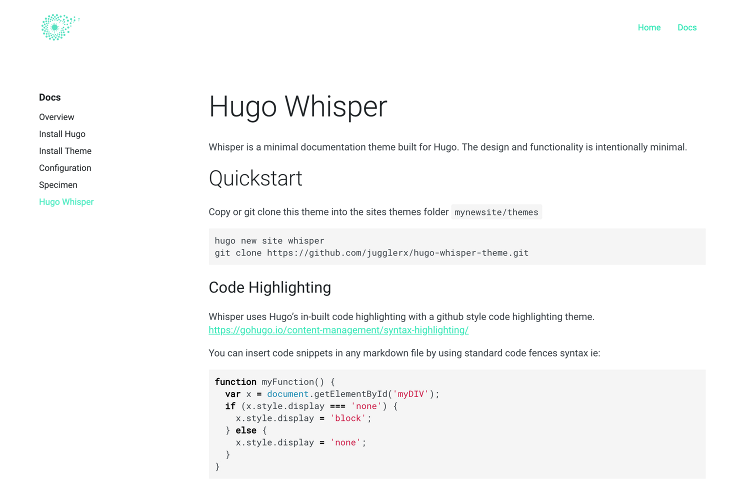 Home Docs
Docs
Overview
Install Hugo
Install Theme
Configuration
Specimen
Hugo Whisper
Hugo Whisper
Whisper is a minimal documentation theme built for Hugo. The design and functionality is intentionally minimal.
Quickstart
Copy or git clone this theme into the sites themes folder mynewsite/themes
hugo new site whisper
git clone https://github.com/jugglerx/hugo-whisper-theme.git
Code Highlighting
Whisper uses Hugo's in-built code highlighting with a github style code highlighting theme.
https://gohugo.io/content-management/syntax-highlighting/
You can insert code snippets in any markdown file by using standard code fences syntax ie:
function myFunction() {
  var x = document.getElementById('myDIV');
  if (x.style.display === 'none') {
    x.style.display = 'block';
  } else {
    x.style.display = 'none';
  }
}